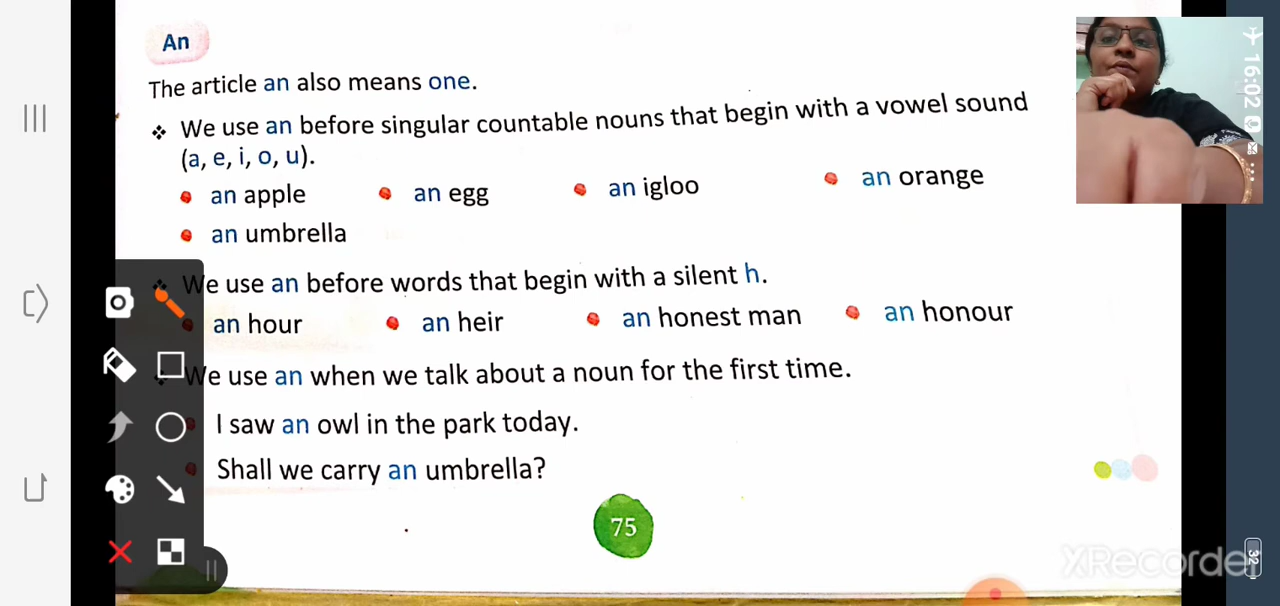 An
The article an also means one.
We use an before singular countable nouns that begin with a vowel sound
(a, e, i, o, u).
an apple an egg an igloo an orange
an umbrella
We use an before words that begin with a silent h.
an hour an heir an honest man an honour
We use an when we talk about a noun for the first time.
I saw an owl in the park today.
Shall we carry an umbrella?
75
16:02
32
XRecorder